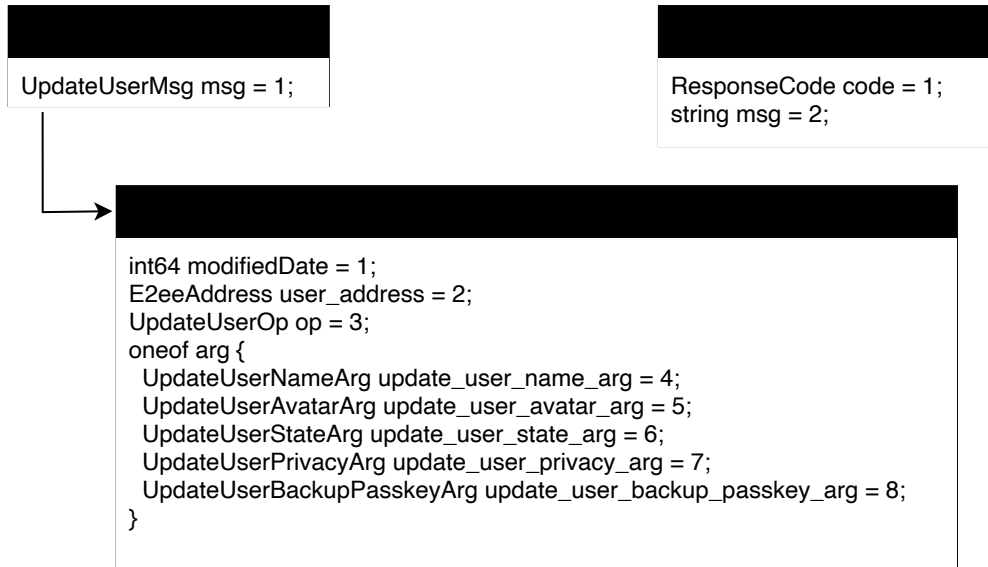 UpdateUserMsg msg = 1;
ResponseCode code = 1;
string msg = 2;
int64 modifiedDate = 1;
E2eeAddress user_address = 2;
UpdateUserOp op = 3;
oneof arg {
UpdateUserNameArg update_user_name_arg = 4;
UpdateUserAvatarArg update_user_avatar_arg = 5;
UpdateUserStateArg update_user_state_arg = 6;
UpdateUserPrivacyArg update_user_privacy_arg = 7;
UpdateUserBackupPasskeyArg update_user_backup_passkey_arg = 8;
}